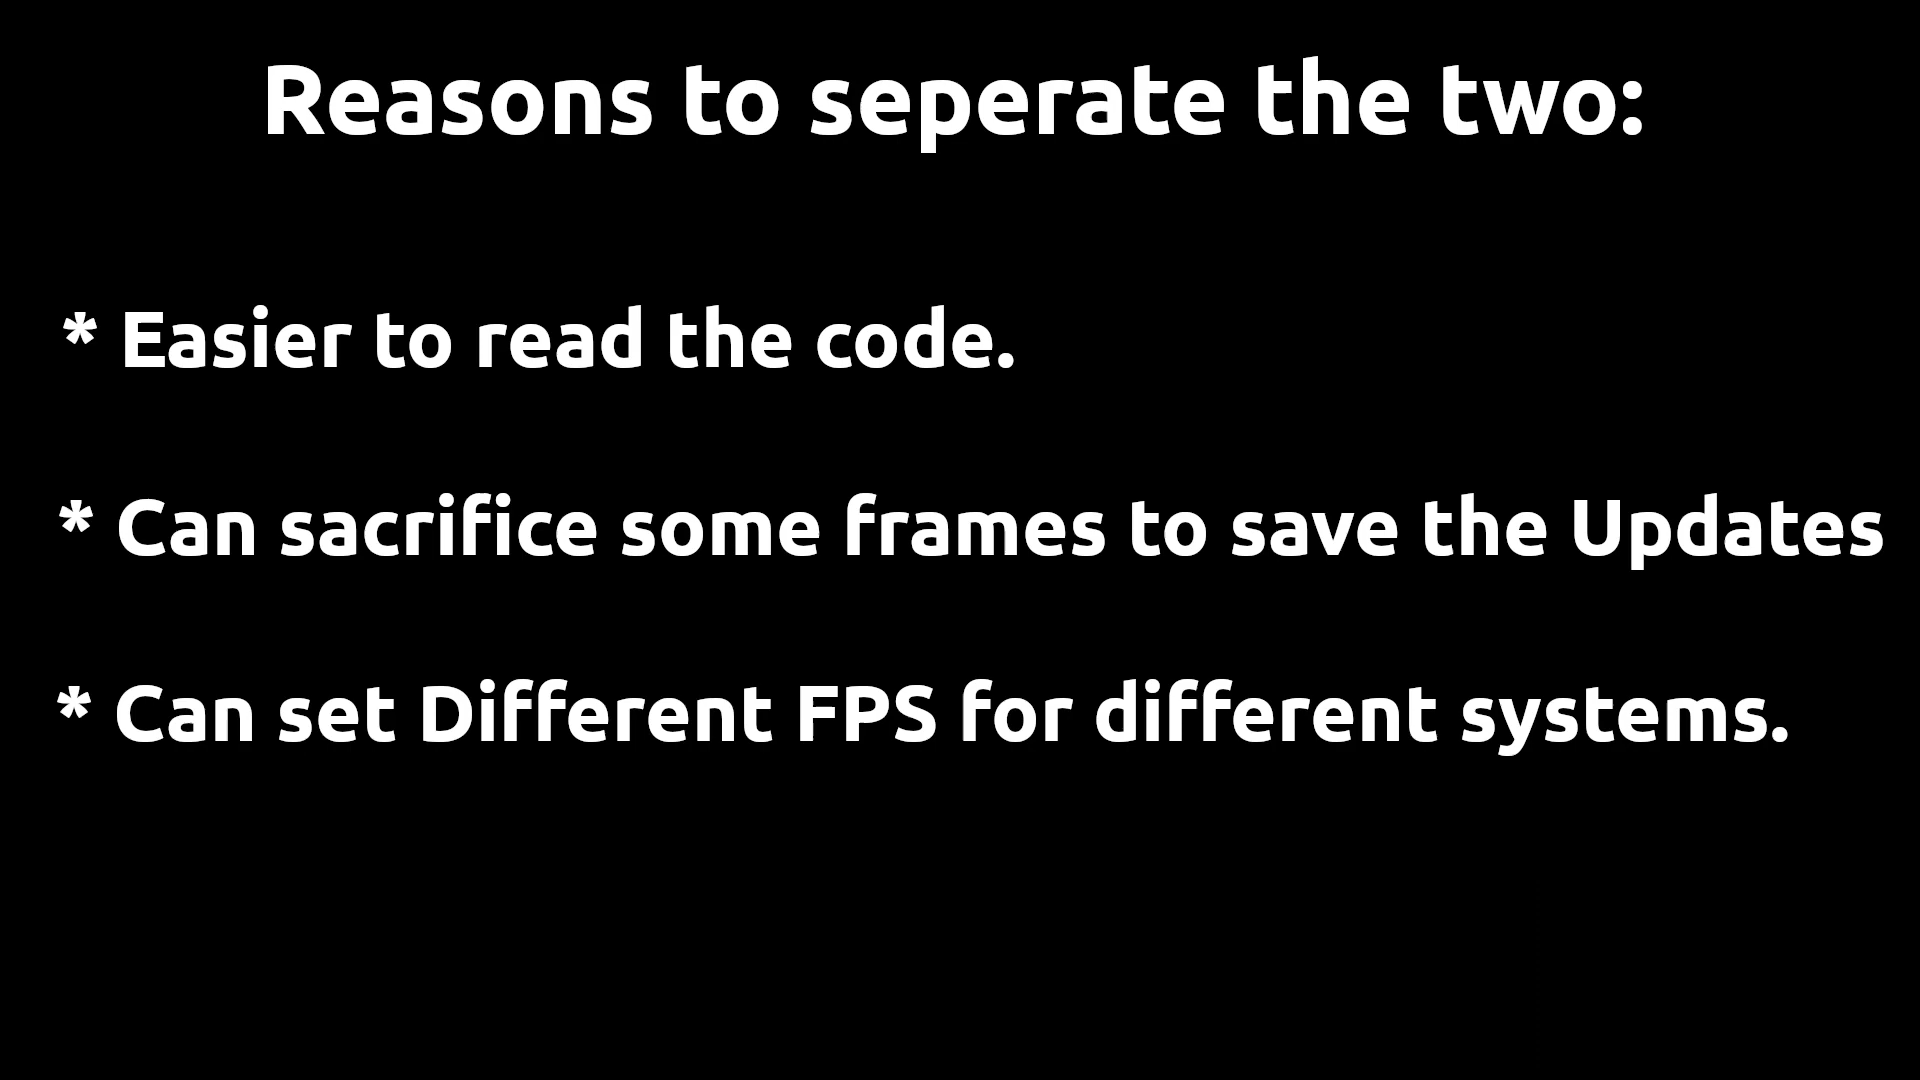 Reasons to seperate the two:
* Easier to read the code.
* Can sacrifice some frames to save the Updates
* Can set Different FPS for different systems.